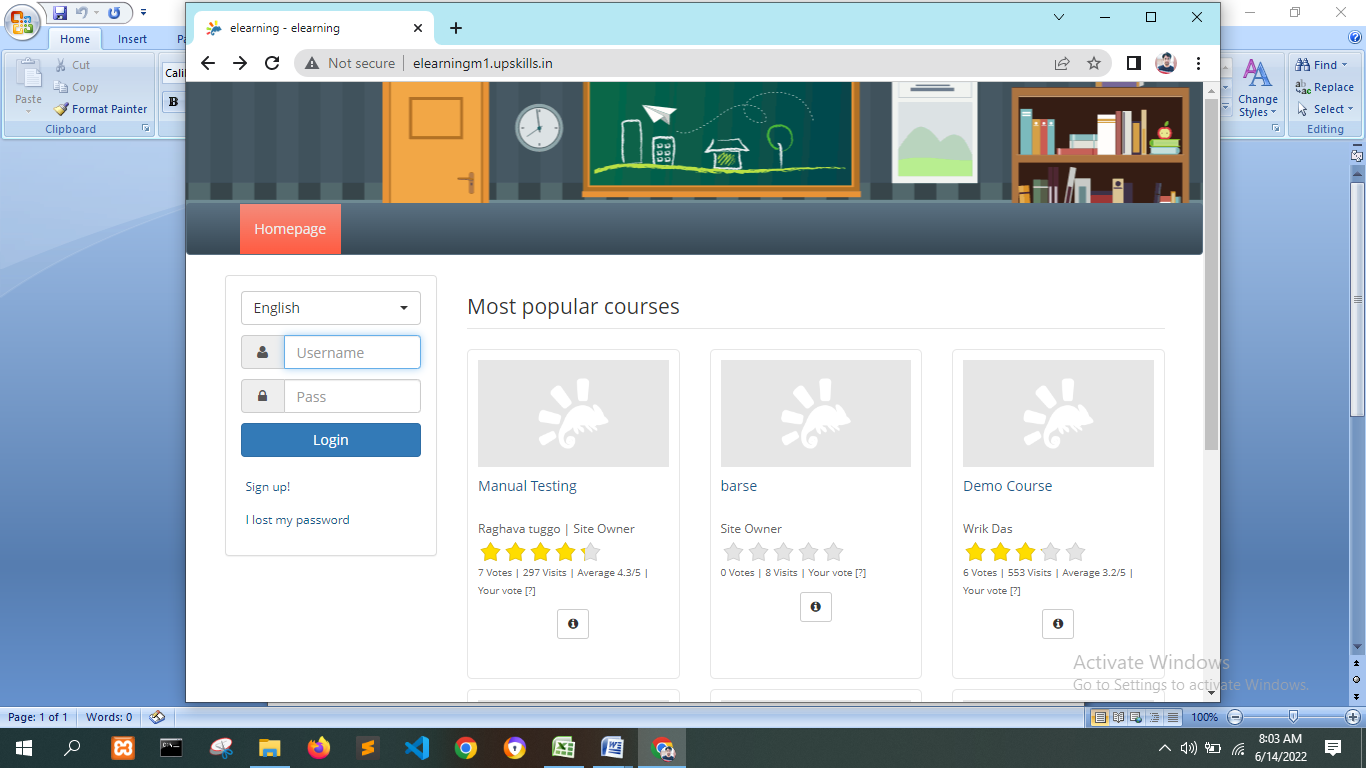 elearning - elearning
Home
Insert
Pa
Not secure
elearningm1.upskills.in
Cut
Copy
Paste
Format Painter
Clipboard
Cali
B
Change
Styles
Find
Replace
Select
Editing
Homepage
English
Username
Pass
Login
Sign up!
I lost my password
Most popular courses
Manual Testing
Raghava tuggo | Site Owner
7 Votes | 297 Visits | Average 4.3/5 |
Your vote [?]
barse
Site Owner
0 Votes | 8 Visits | Your vote [?]
Demo Course
Wrik Das
6 Votes | 553 Visits | Average 3.2/5 |
Your vote [?]
Activate Windows
Go to Settings to activate Windows.
Page: 1 of 1
Words: 0
100%
8:03 AM
6/14/2022